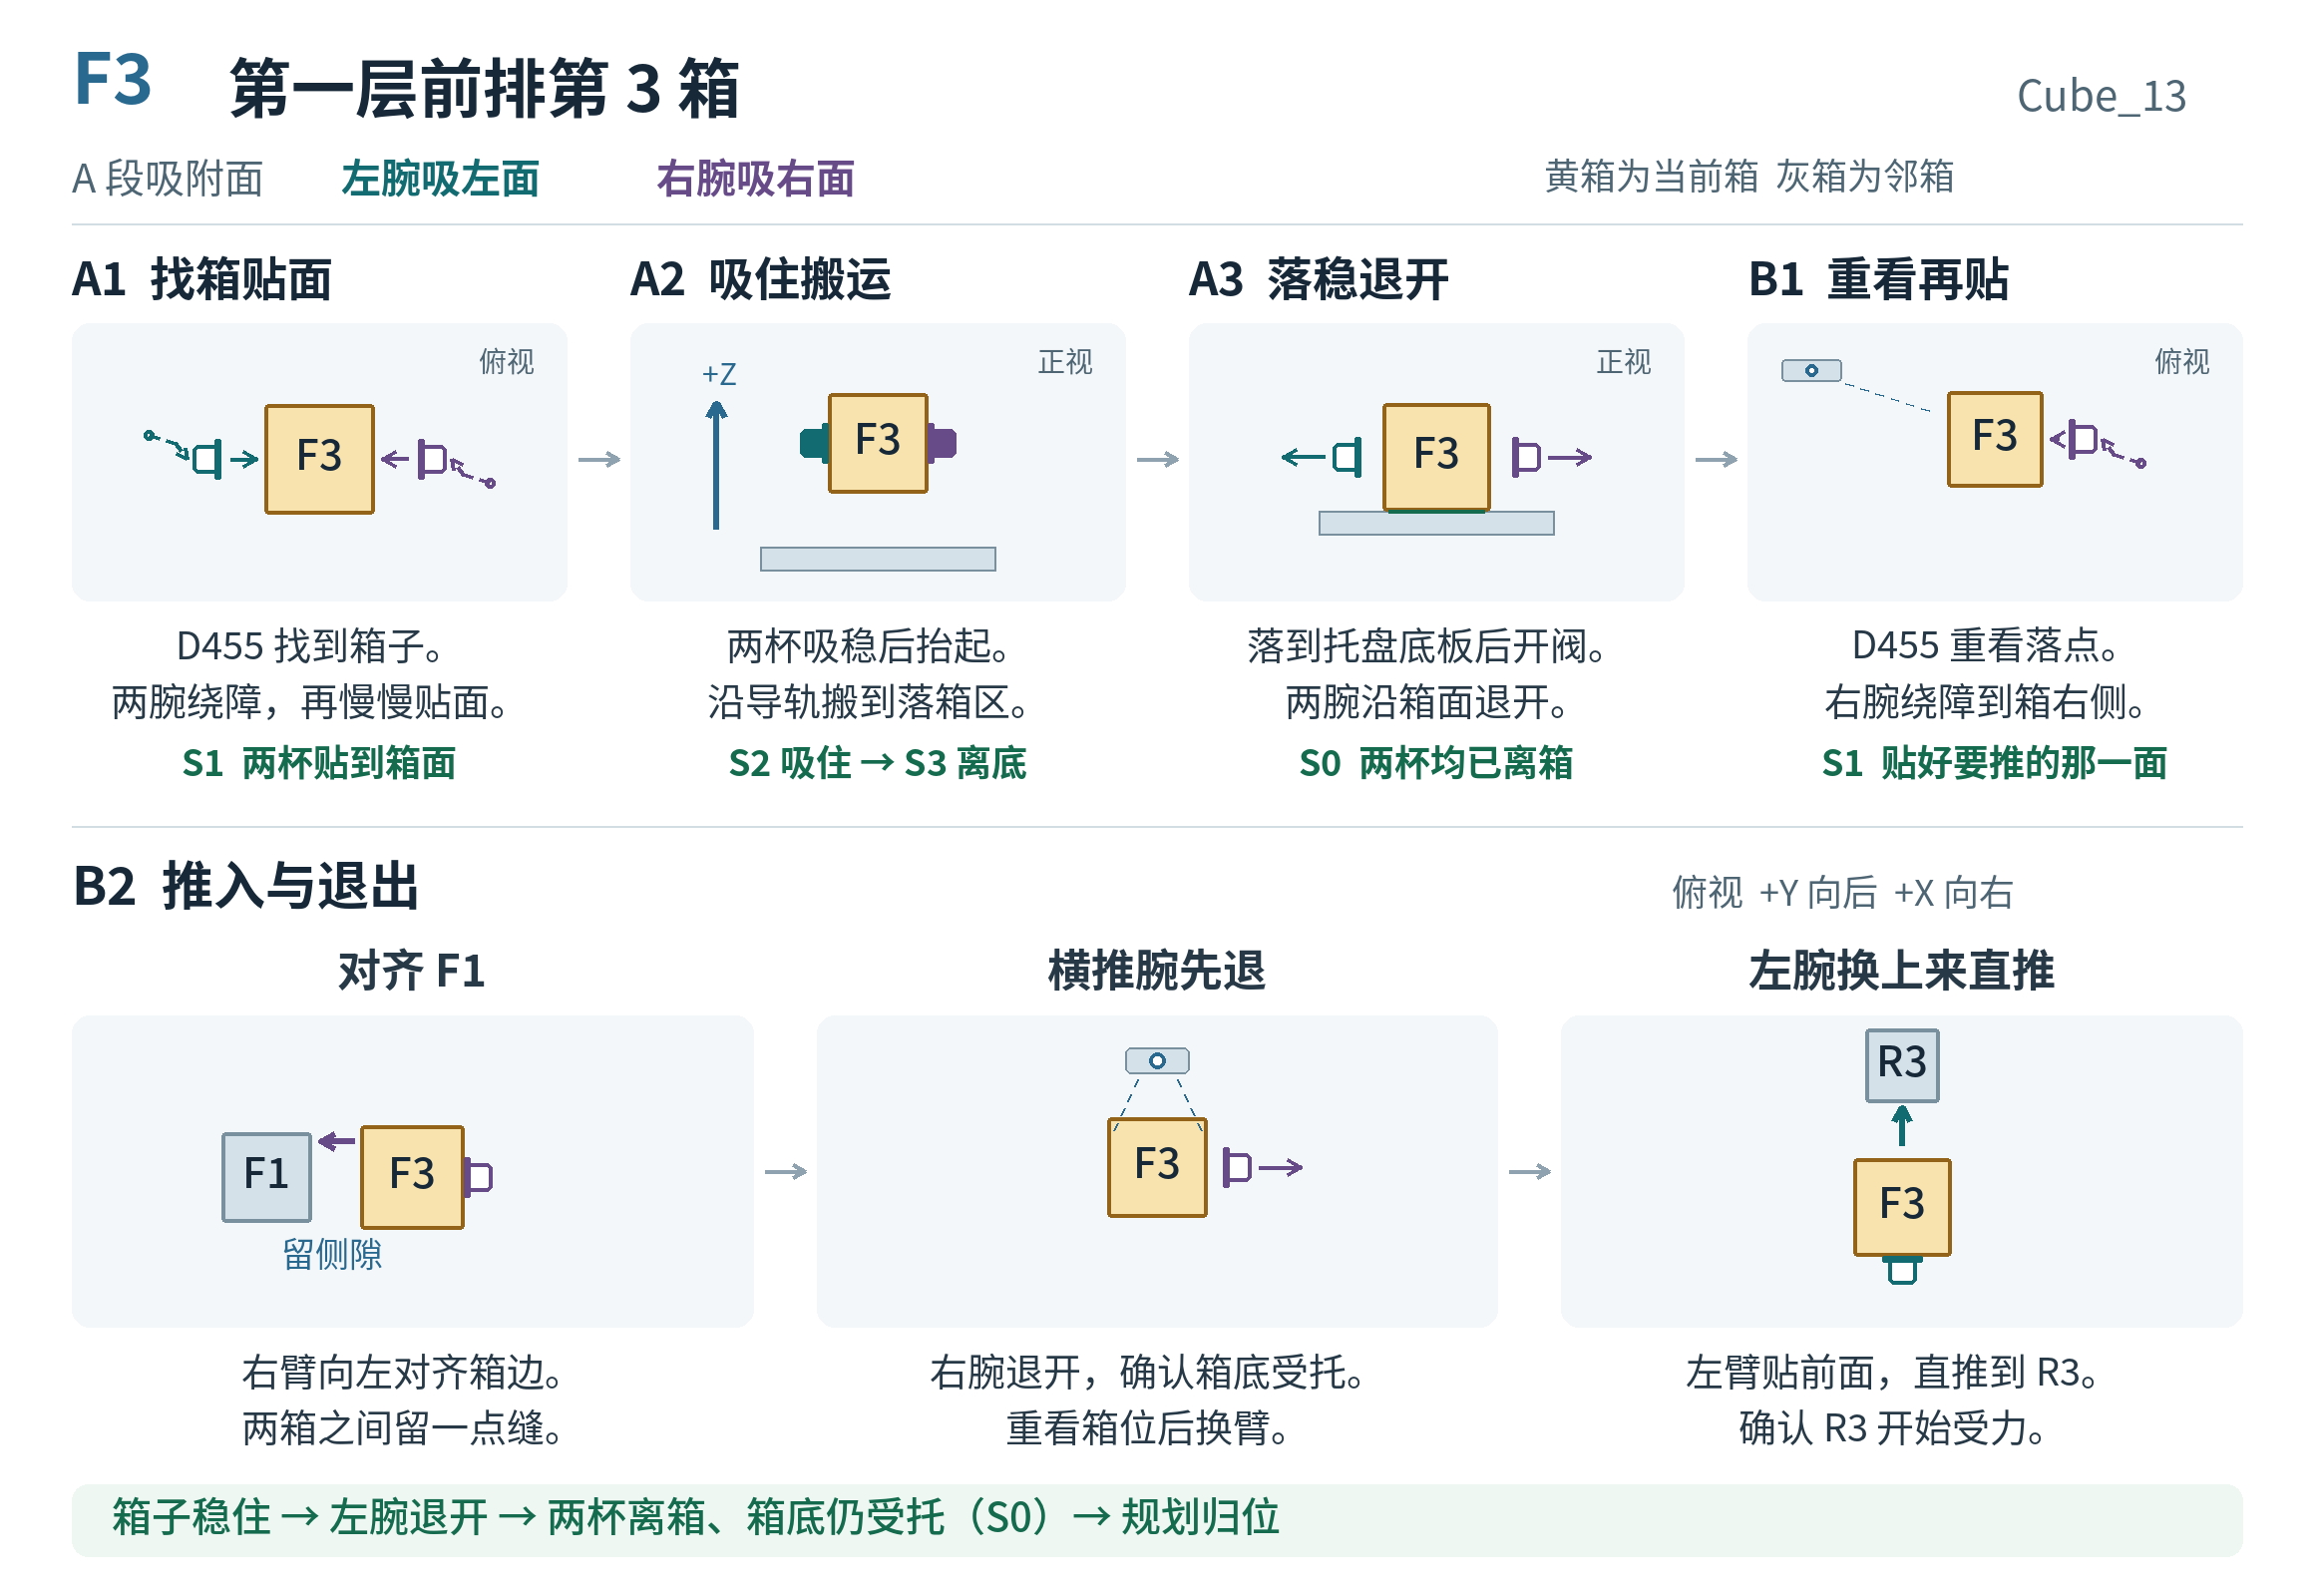 F3 第一层前排第 3 箱
Cube_13
A 段吸附面 左腕吸左面 右腕吸右面
黄箱为当前箱 灰箱为邻箱
A1 找箱贴面
俯视
F3
D455 找到箱子。
两腕绕障，再慢慢贴面。
S1 两杯贴到箱面
A2 吸住搬运
+Z
正视
F3
两杯吸稳后抬起。
沿导轨搬到落箱区。
S2 吸住 → S3 离底
A3 落稳退开
正视
F3
落到托盘底板后开阀。
两腕沿箱面退开。
S0 两杯均已离箱
B1 重看再贴
俯视
F3
D455 重看落点。
右腕绕障到箱右侧。
S1 贴好要推的那一面
B2 推入与退出
俯视 +Y 向后 +X 向右
对齐 F1
F1
F3
留侧隙
右臂向左对齐箱边。
两箱之间留一点缝。
横推腕先退
F3
右腕退开，确认箱底受托。
重看箱位后换臂。
左腕换上来直推
R3
F3
左臂贴前面，直推到 R3。
确认 R3 开始受力。
箱子稳住 → 左腕退开 → 两杯离箱、箱底仍受托（S0）→ 规划归位